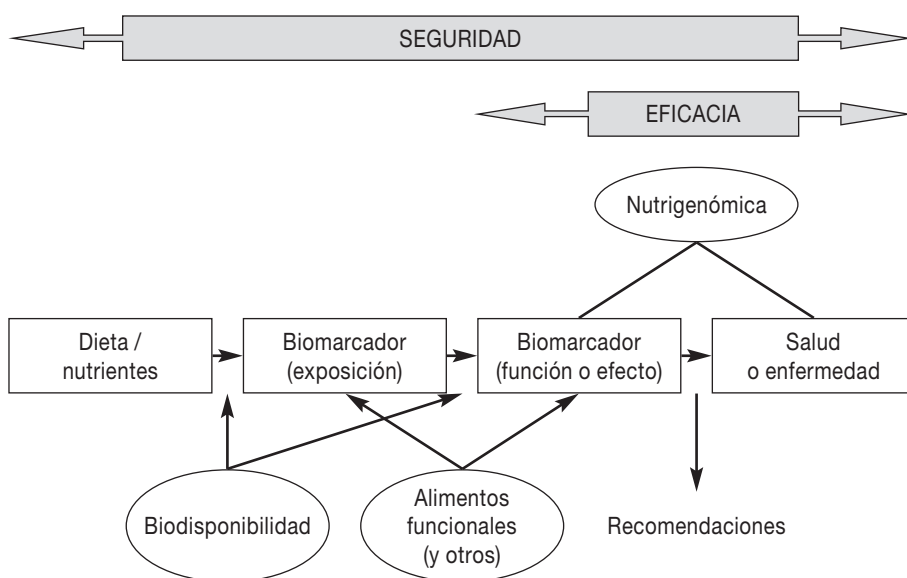 SEGURIDAD
EFICACIA
Nutrigenómica
Dieta /
nutrientes
Biomarcador
(exposición)
Biomarcador
(función o efecto)
Salud
o enfermedad
Biodisponibilidad
Alimentos
funcionales
(y otros)
Recomendaciones